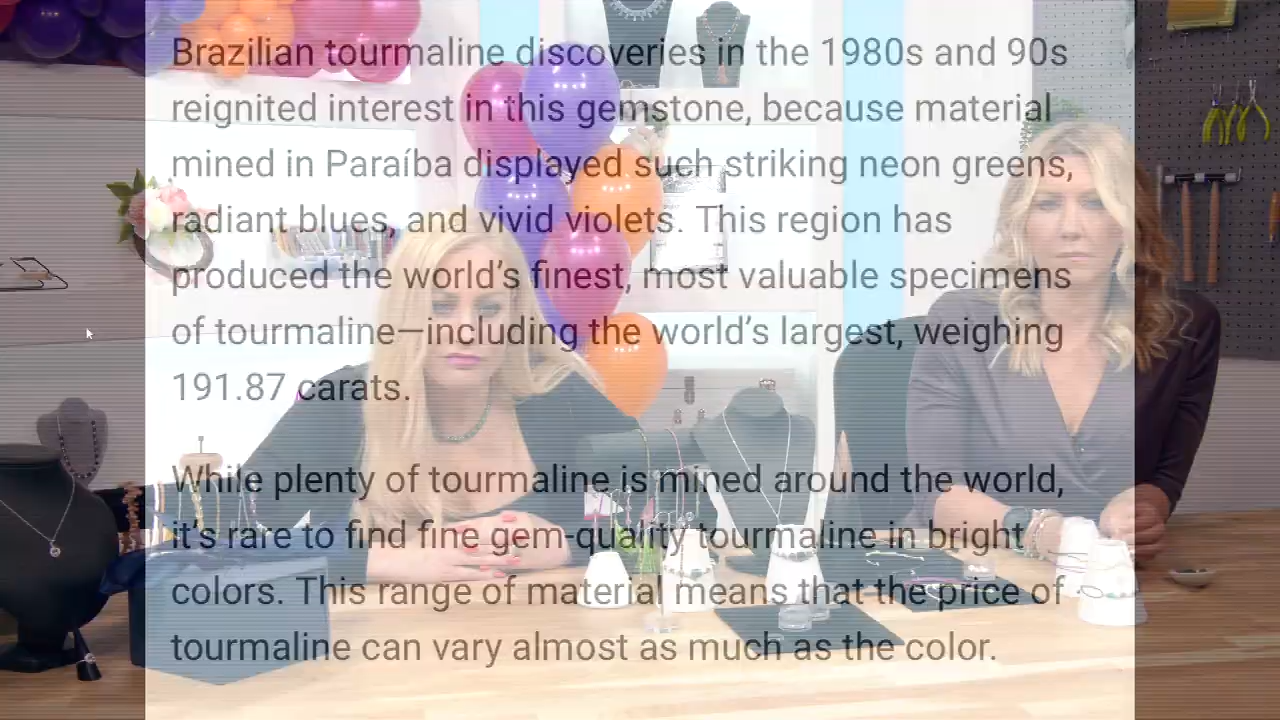 Brazilian tourmaline discoveries in the 1980s and 90s
reignited interest in this gemstone, because material
mined in Paraíba displayed such striking neon greens,
radiant blues, and vivid violets. This region has
produced the world’s finest, most valuable specimens
of tourmaline—including the world’s largest, weighing
191.87 carats.
While plenty of tourmaline is mined around the world,
it's rare to find fine gem-quality tourmaline in bright
colors. This range of material means that the price of
tourmaline can vary almost as much as the color.